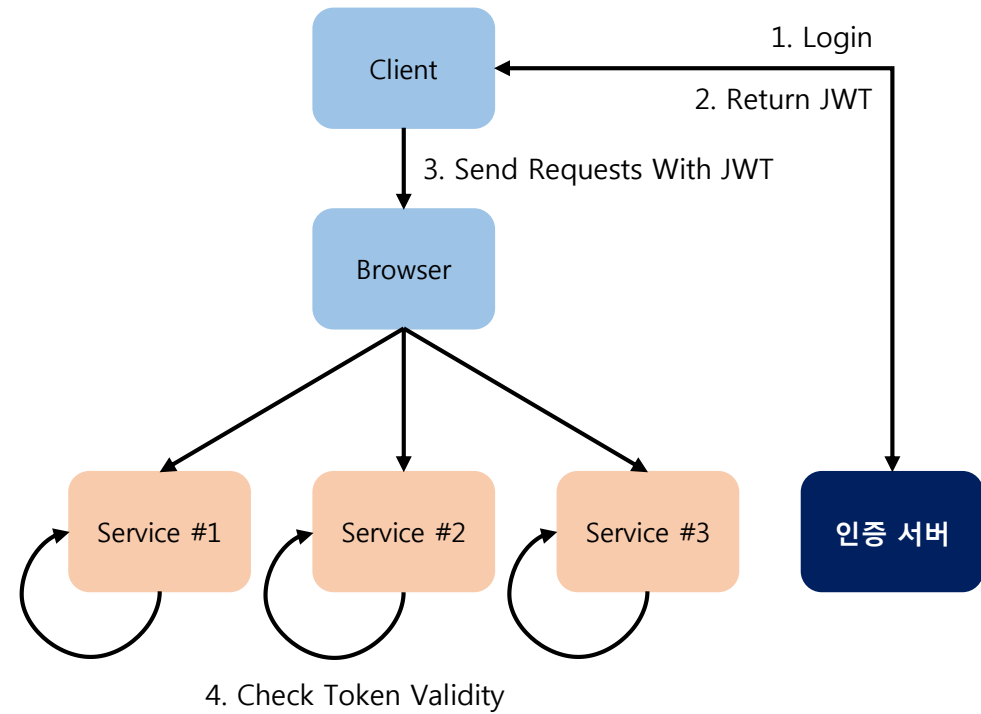 Client
1. Login
2. Return JWT
3. Send Requests With JWT
Browser
Service #1
Service #2
Service #3
인증 서버
4. Check Token Validity